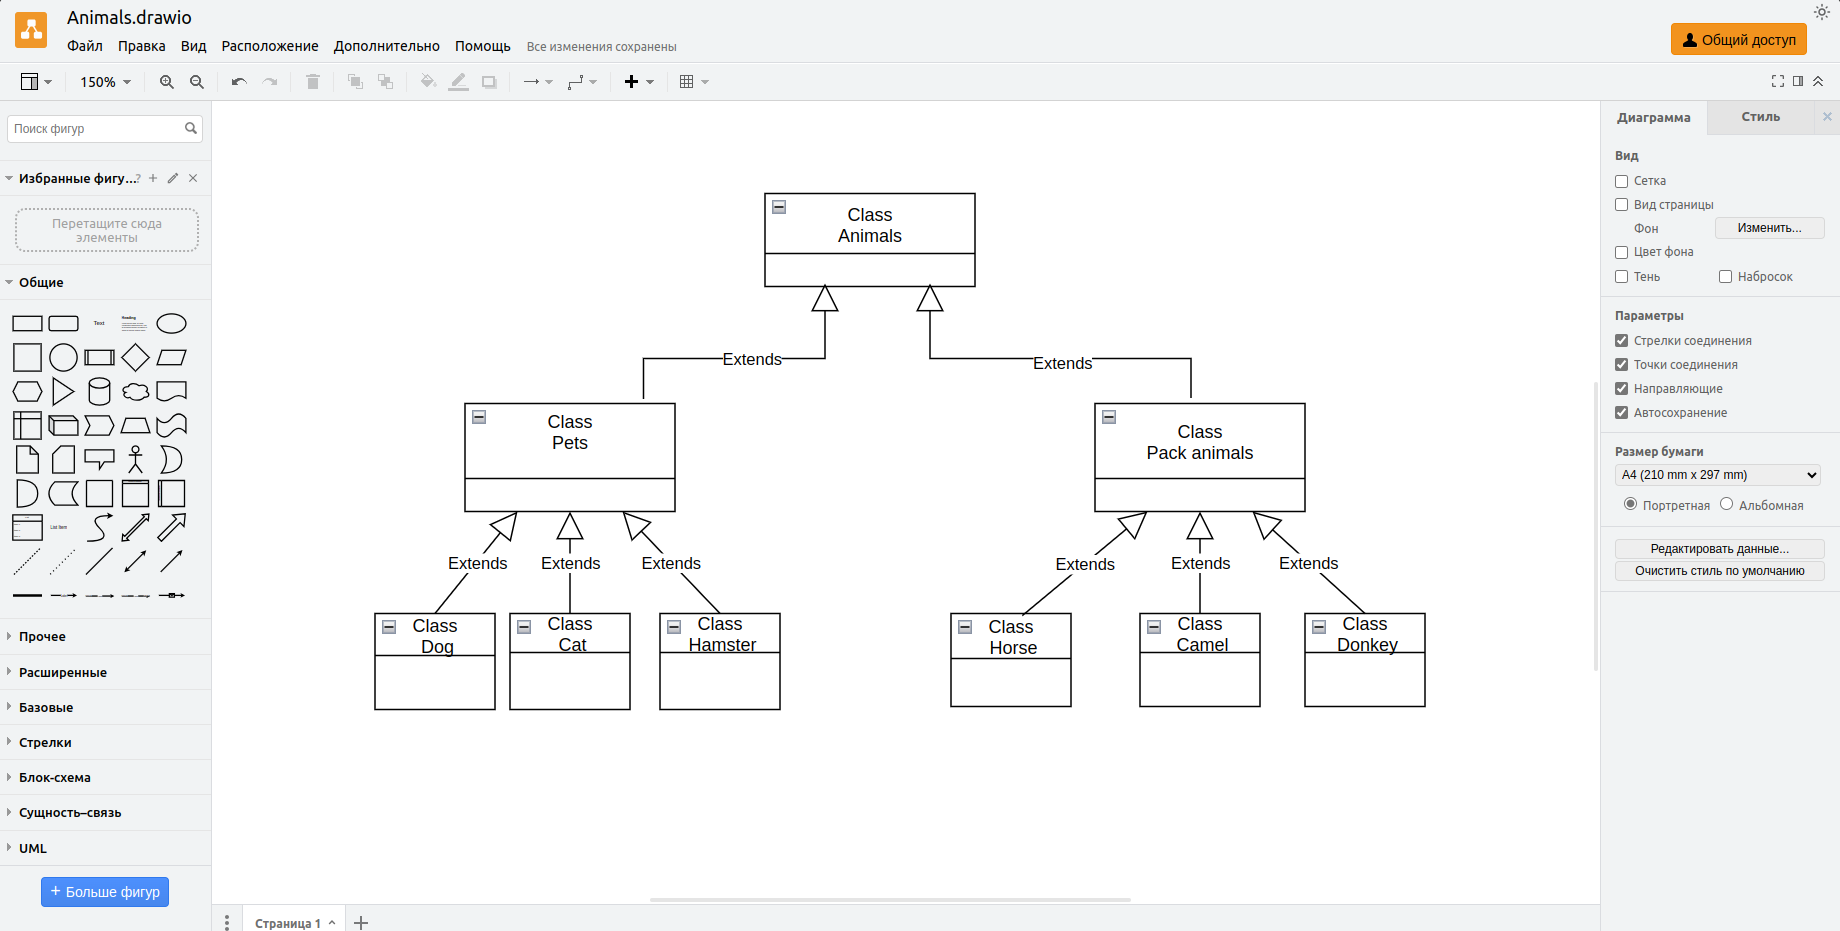 Animals.drawio
Файл Правка Вид Расположение Дополнительно Помощь Все изменения сохранены
Общий доступ
150%
Поиск фигур
Избранные фигу... ?
Перетащите сюда
элементы
Общие
Text
Heading
List Item
Прочее
Расширенные
Базовые
Стрелки
Блок-схема
Сущность–связь
UML
+ Больше фигур
Class
Animals
Extends
Extends
Class
Pets
Class
Pack animals
Extends
Extends
Extends
Extends
Extends
Extends
Class
Dog
Class
Cat
Class
Hamster
Class
Horse
Class
Camel
Class
Donkey
Страница 1
Диаграмма
Стиль
Вид
Сетка
Вид страницы
Фон
Изменить...
Цвет фона
Тень
Набросок
Параметры
Стрелки соединения
Точки соединения
Направляющие
Автосохранение
Размер бумаги
A4 (210 mm x 297 mm)
Портретная
Альбомная
Редактировать данные...
Очистить стиль по умолчанию